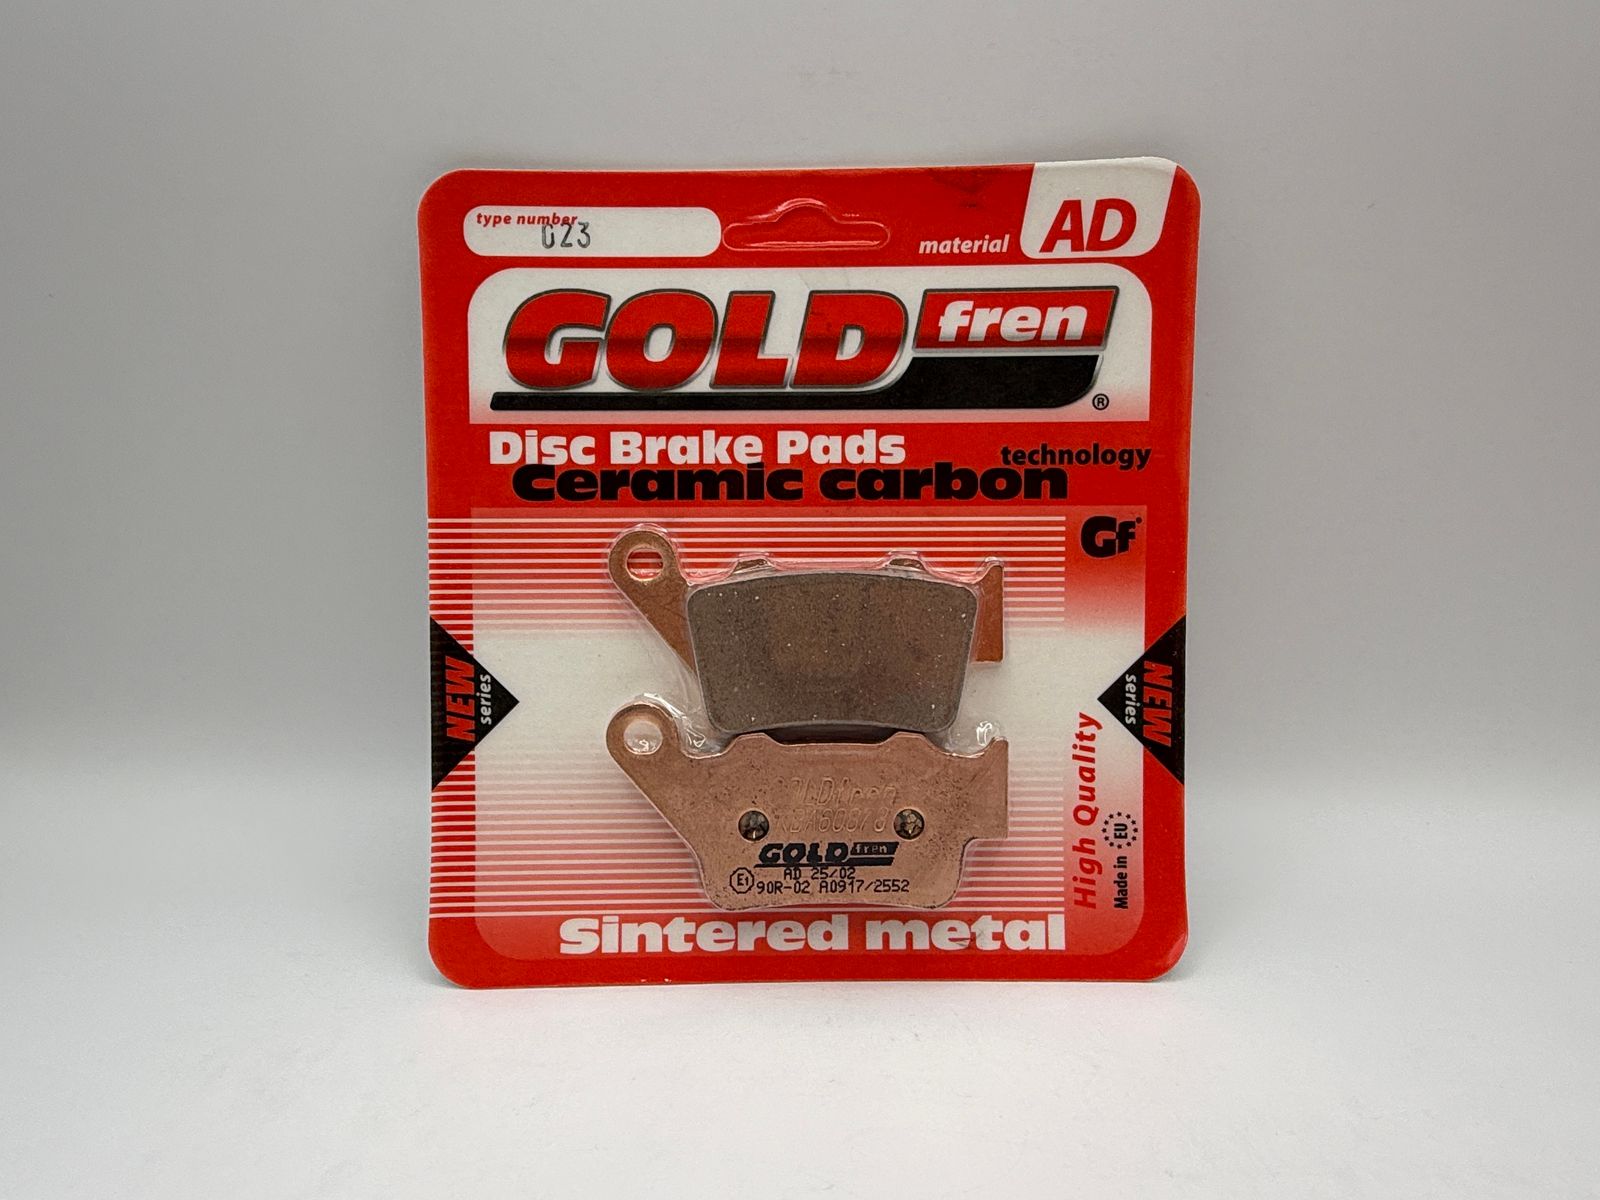 type number
023
material
AD
GOLD fren
®
Disc Brake Pads
technology
Ceramic carbon
Gf
NEW
series
NEW
series
High Quality
Made in EU
GOLD fren
AD 25/02
E1 90R-02 A0917/2552
Sintered metal